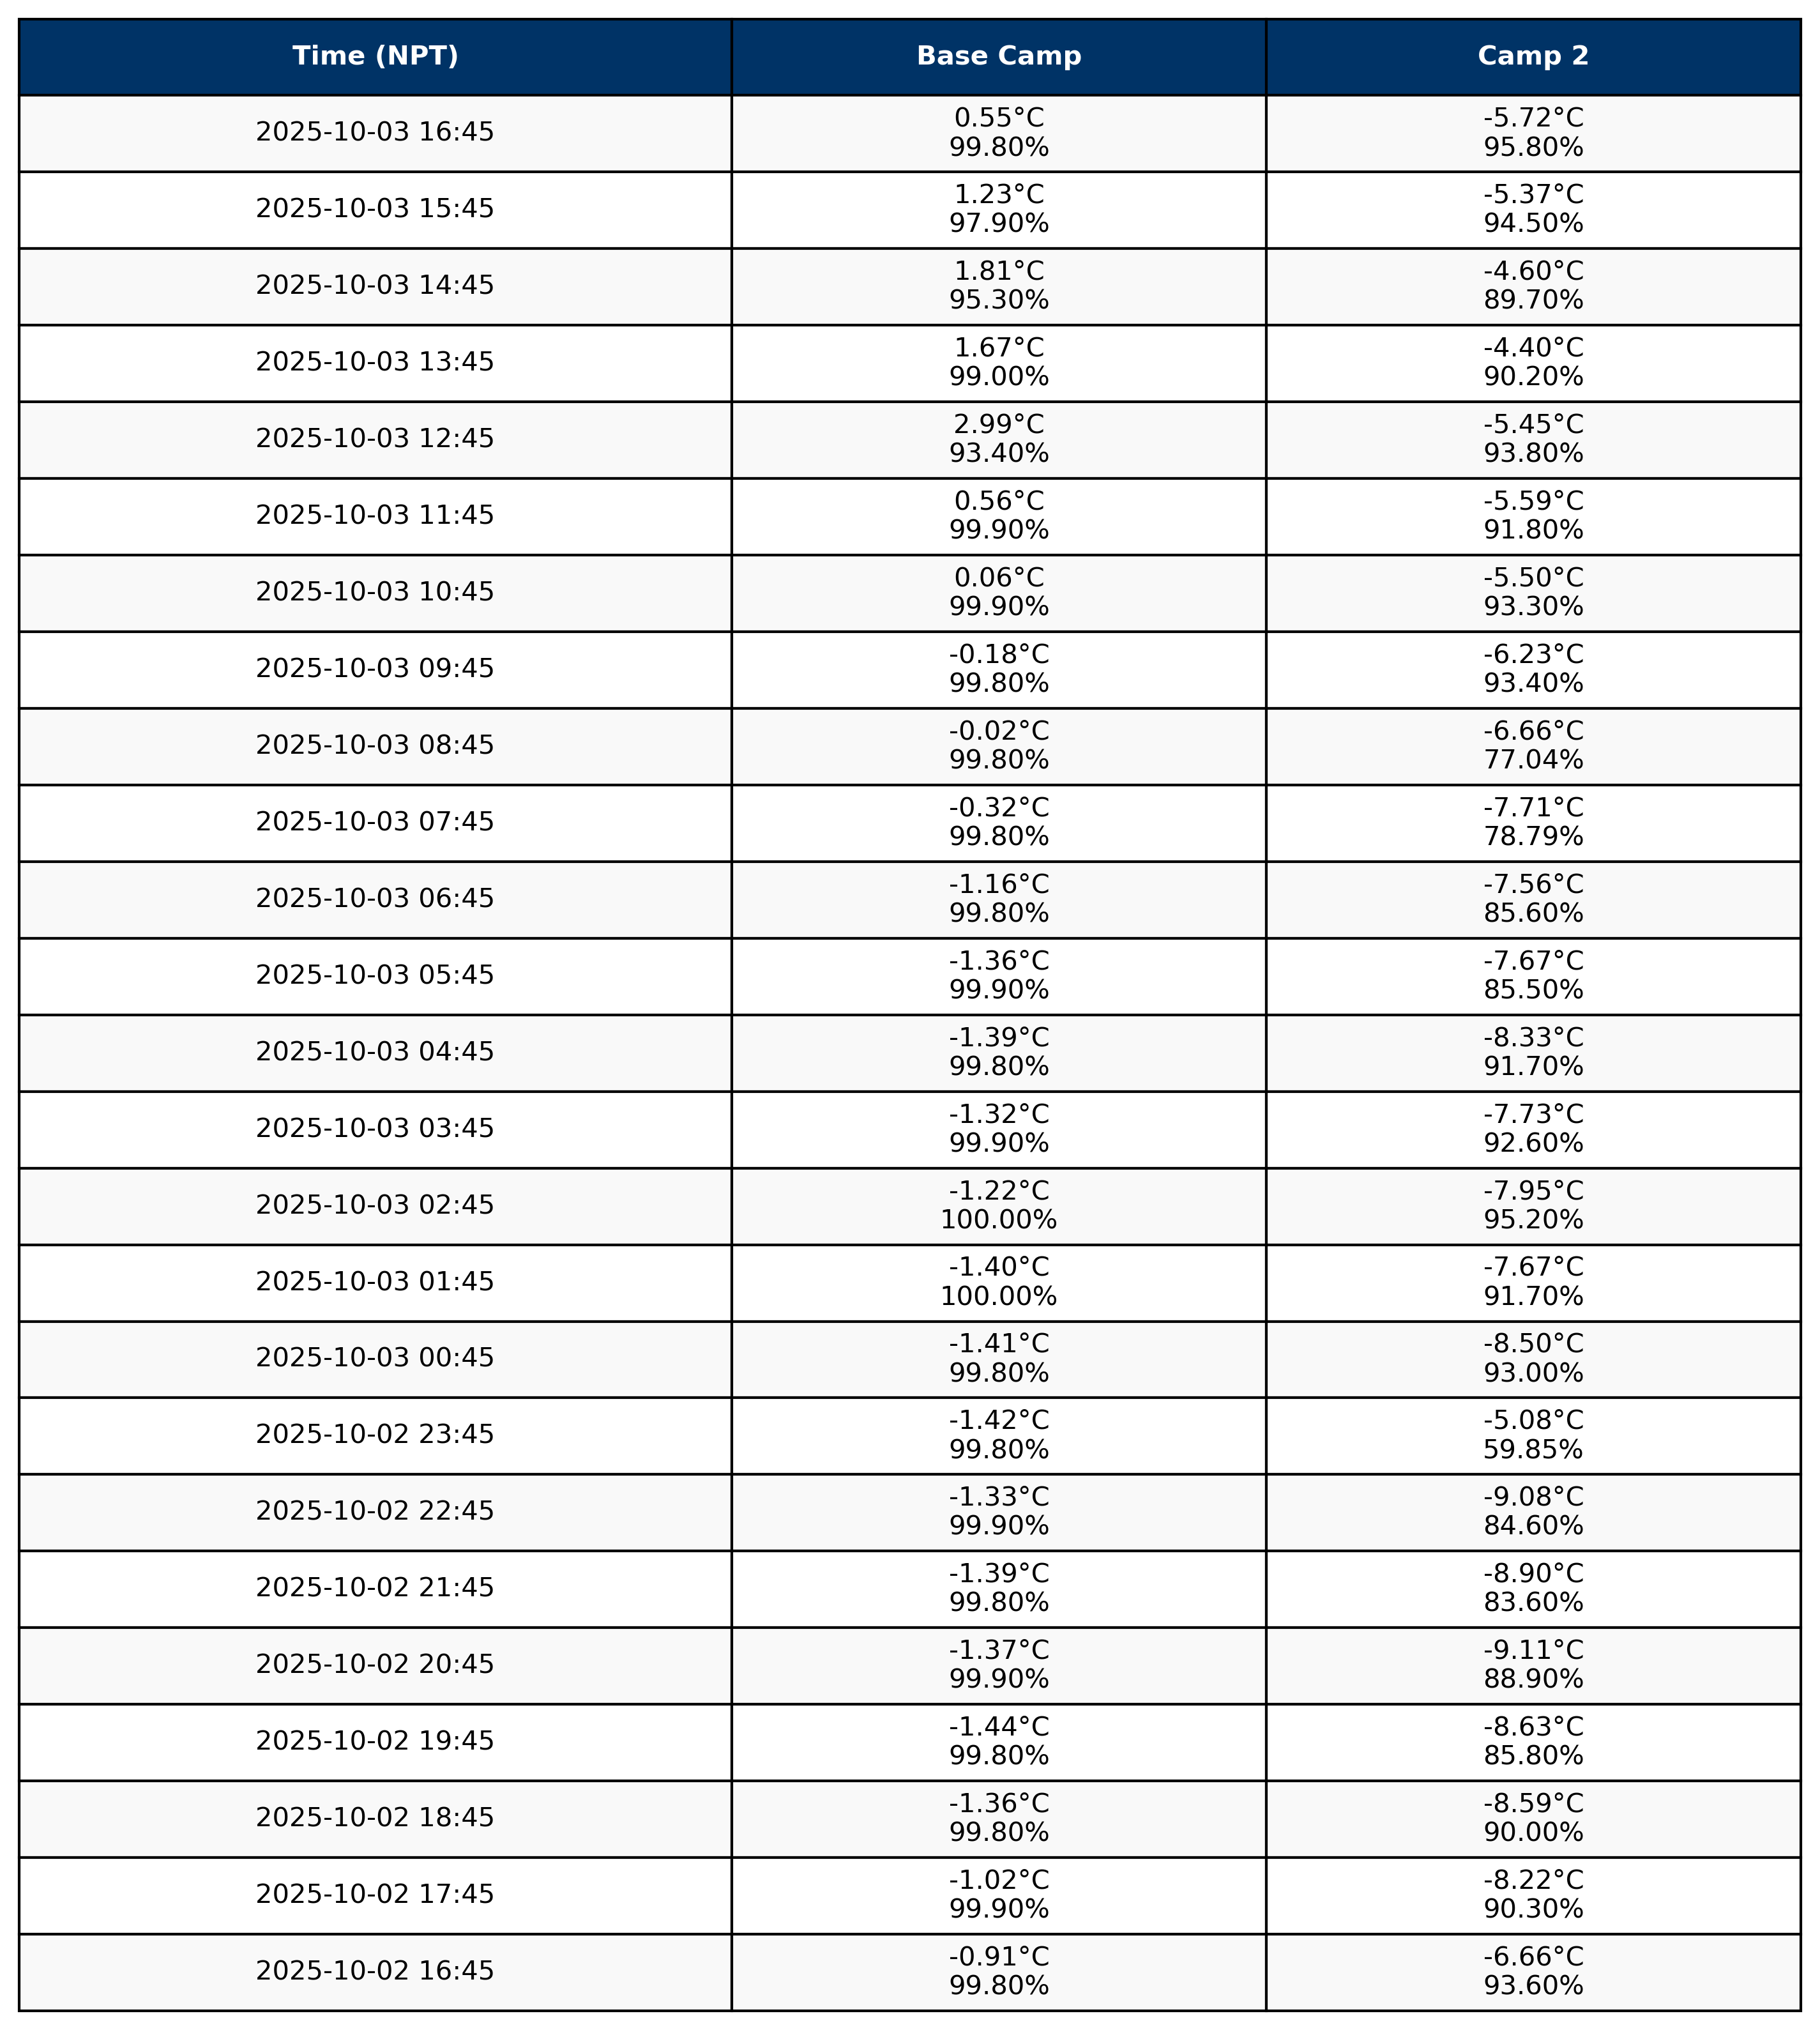 Time (NPT) Base Camp Camp 2
2025-10-03 16:45 0.55°C -5.72°C
99.80% 95.80%
2025-10-03 15:45 1.23°C -5.37°C
97.90% 94.50%
2025-10-03 14:45 1.81°C -4.60°C
95.30% 89.70%
2025-10-03 13:45 1.67°C -4.40°C
99.00% 90.20%
2025-10-03 12:45 2.99°C -5.45°C
93.40% 93.80%
2025-10-03 11:45 0.56°C -5.59°C
99.90% 91.80%
2025-10-03 10:45 0.06°C -5.50°C
99.90% 93.30%
2025-10-03 09:45 -0.18°C -6.23°C
99.80% 93.40%
2025-10-03 08:45 -0.02°C -6.66°C
99.80% 77.04%
2025-10-03 07:45 -0.32°C -7.71°C
99.80% 78.79%
2025-10-03 06:45 -1.16°C -7.56°C
99.80% 85.60%
2025-10-03 05:45 -1.36°C -7.67°C
99.90% 85.50%
2025-10-03 04:45 -1.39°C -8.33°C
99.80% 91.70%
2025-10-03 03:45 -1.32°C -7.73°C
99.90% 92.60%
2025-10-03 02:45 -1.22°C -7.95°C
100.00% 95.20%
2025-10-03 01:45 -1.40°C -7.67°C
100.00% 91.70%
2025-10-03 00:45 -1.41°C -8.50°C
99.80% 93.00%
2025-10-02 23:45 -1.42°C -5.08°C
99.80% 59.85%
2025-10-02 22:45 -1.33°C -9.08°C
99.90% 84.60%
2025-10-02 21:45 -1.39°C -8.90°C
99.80% 83.60%
2025-10-02 20:45 -1.37°C -9.11°C
99.90% 88.90%
2025-10-02 19:45 -1.44°C -8.63°C
99.80% 85.80%
2025-10-02 18:45 -1.36°C -8.59°C
99.80% 90.00%
2025-10-02 17:45 -1.02°C -8.22°C
99.90% 90.30%
2025-10-02 16:45 -0.91°C -6.66°C
99.80% 93.60%